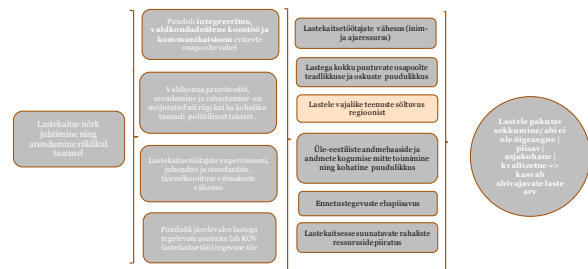 Lastekaitse nõrk
juhtimine ning
arendamine riiklikul
tasemel
Puudub integreeritus,
valdkondadeülene koostöö ja
kommunikatsioon erinevate
osapoolte vahel
Valdkonna prioriteedid,
arendamine ja rahastamine on
mõjutatud nii riigi kui ka kohaliku
tasandi poliitilisest tahtest.
Lastekaitsetöötajate supervisiooni,
juhendite ja standardite,
täiendkoolituse võimaluste
vähesus
Puudulik järelevalve lastega
tegelevate asutuste (sh KOV
lastekaitsetöö) tegevuse üle
Lastekaitsetöötajate vähesus (inim-
ja ajaressurss)
Lastega kokku puutuvate osapoolte
teadlikkuse ja oskuste puudulikkus
Lastele vajalike teenuste sõltuvus
regioonist
Üle-eestiliste andmebaaside ja
andmete kogumise mitte toimimine
ning kohatine puudulikkus
Ennetustegevuste ebapiisavus
Lastekaitsesse suunatavate rahaliste
ressursside piiratus
Lastele pakutav
sekkumine/abi ei
ole õigeaegne |
piisav |
asjakohane |
kvaliteetne =>
kasvab
abivajavate laste
arv